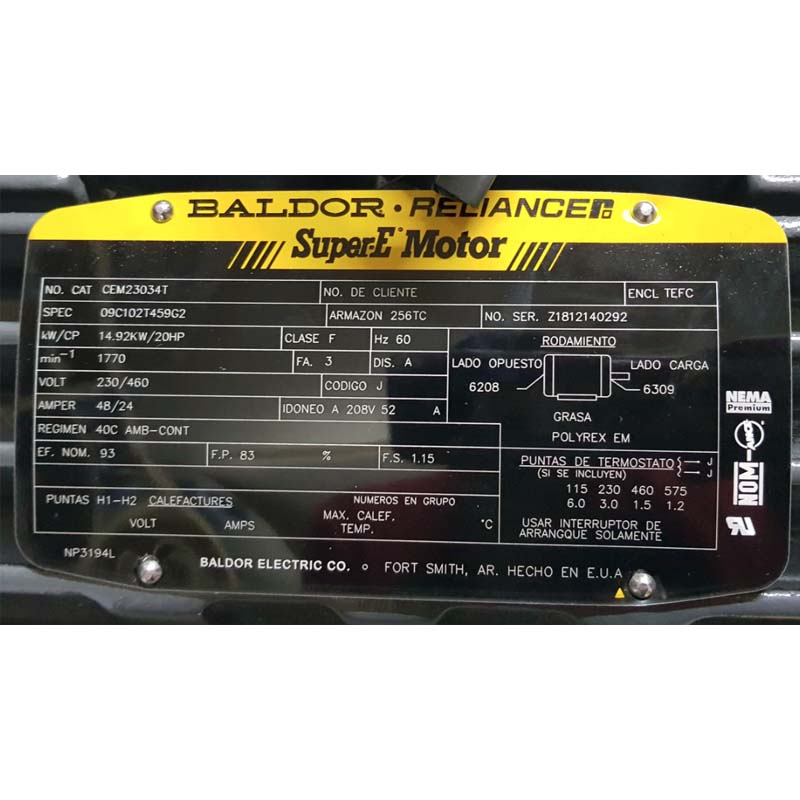 BALDOR · RELIANCER
Super-E Motor
NO. CAT CEM23034T NO. DE CLIENTE ENCL TEFC
SPEC 09C102T459G2 ARMAZON 256TC NO. SER. Z1812140292
kW/CP 14.92KW/20HP CLASE F Hz 60
min-1 1770 FA. 3 DIS. A
VOLT 230/460 CODIGO J
AMPER 48/24 IDONEO A 208V 52 A
REGIMEN 40C AMB-CONT
EF. NOM. 93 F.P. 83 % F.S. 1.15
RODAMIENTO
LADO OPUESTO LADO CARGA
6208 6309
GRASA
POLYREX EM
PUNTAS DE TERMOSTATO J
(SI SE INCLUYEN) J
115 230 460 575
6.0 3.0 1.5 1.2
USAR INTERRUPTOR DE
ARRANGQUE SOLAMENTE
PUNTAS H1-H2 CALEFACTURES NUMEROS EN GRUPO
VOLT AMPS MAX. CALEF.
TEMP. °C
NP3194L
BALDOR ELECTRIC CO. FORT SMITH, AR. HECHO EN E.U.A
NEMA
Premium
NOM